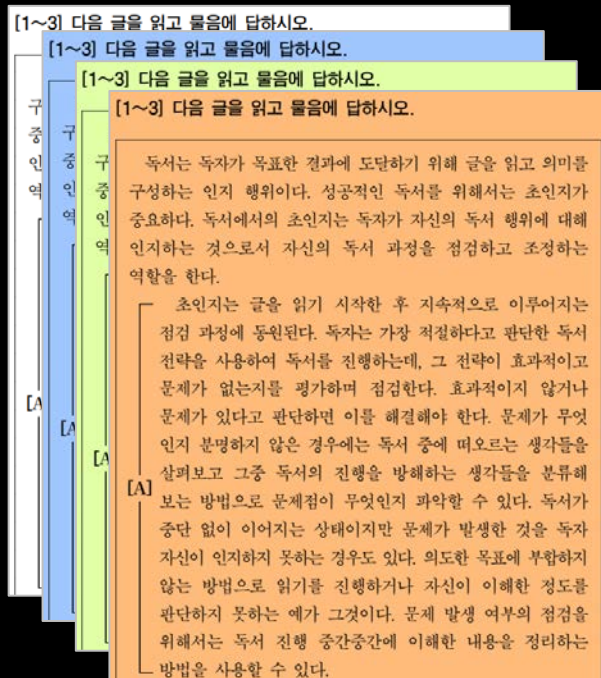 [1~3] 다음 글을 읽고 물음에 답하시오.
[1~3] 다음 글을 읽고 물음에 답하시오.
구
중
인
역
[A
[1~3] 다음 글을 읽고 물음에 답하시오.
구
중
인
역
[A
[1~3] 다음 글을 읽고 물음에 답하시오.
구
중
인
역
[A
독서는 독자가 목표한 결과에 도달하기 위해 글을 읽고 의미를
구성하는 인지 행위이다. 성공적인 독서를 위해서는 초인지가
중요하다. 독서에서의 초인지는 독자가 자신의 독서 행위에 대해
인지하는 것으로서 자신의 독서 과정을 점검하고 조정하는
역할을 한다.
초인지는 글을 읽기 시작한 후 지속적으로 이루어지는
점검 과정에 동원된다. 독자는 가장 적절하다고 판단한 독서
전략을 사용하여 독서를 진행하는데, 그 전략이 효과적이고
문제가 없는지를 평가하며 점검한다. 효과적이지 않거나
문제가 있다고 판단하면 이를 해결해야 한다. 문제가 무엇
인지 분명하지 않은 경우에는 독서 중에 떠오르는 생각들을
살펴보고 그중 독서의 진행을 방해하는 생각들을 분류해
[A] 보는 방법으로 문제점이 무엇인지 파악할 수 있다. 독서가
중단 없이 이어지는 상태이지만 문제가 발생한 것을 독자
자신이 인지하지 못하는 경우도 있다. 의도한 목표에 부합하지
않는 방법으로 읽기를 진행하거나 자신이 이해한 정도를
판단하지 못하는 예가 그것이다. 문제 발생 여부의 점검을
위해서는 독서 진행 중간중간에 이해한 내용을 정리하는
방법을 사용할 수 있다.